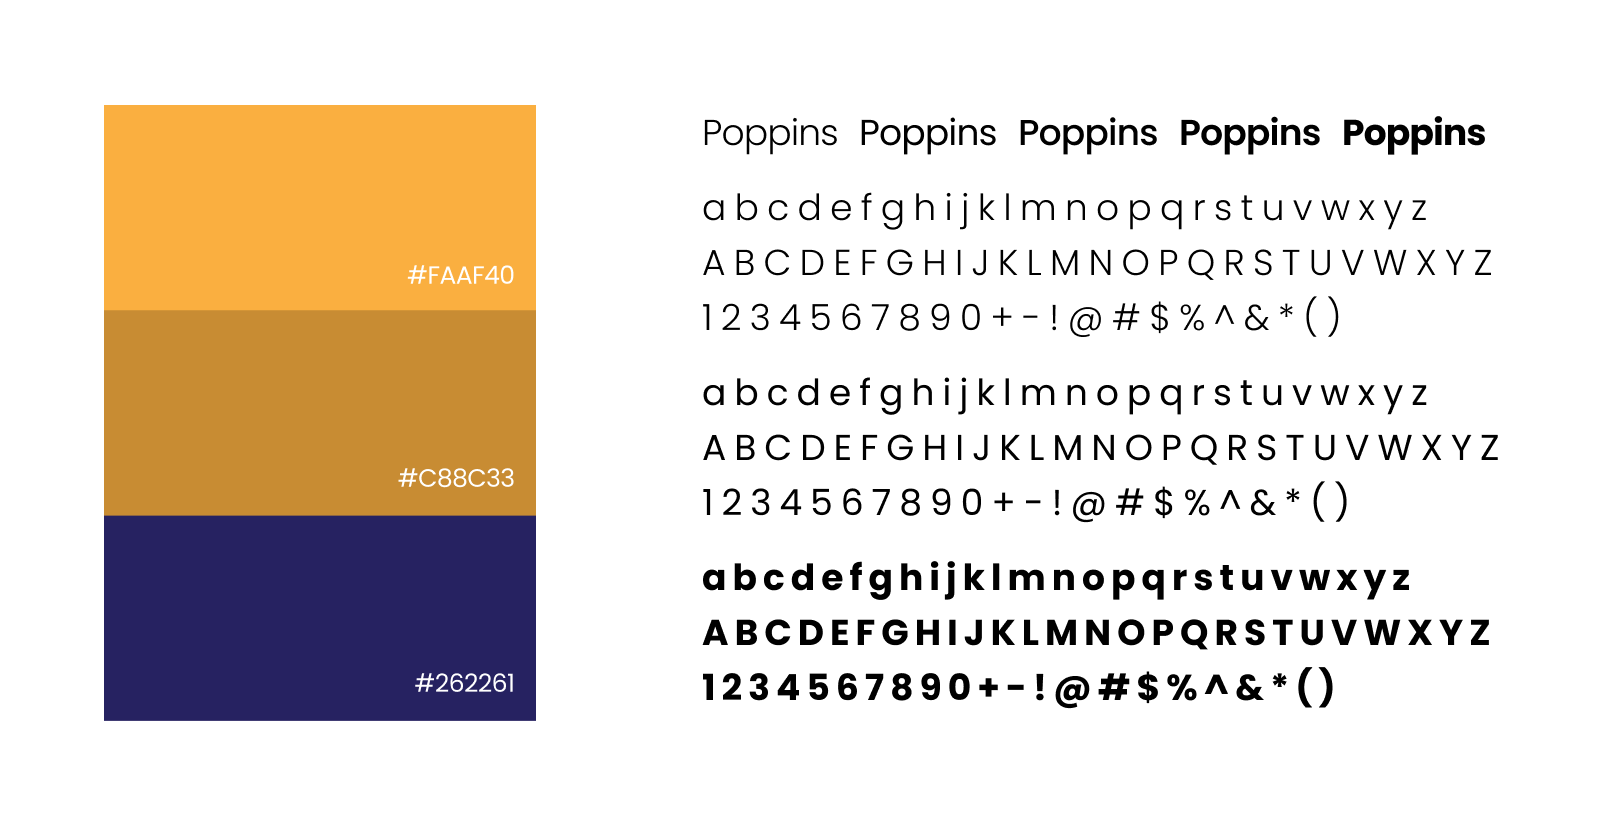 #FAAF40
#C88C33
#262261
Poppins Poppins Poppins Poppins Poppins
a b c d e f g h i j k l m n o p q r s t u v w x y z
A B C D E F G H I J K L M N O P Q R S T U V W X Y Z
1 2 3 4 5 6 7 8 9 0 + - ! @ # $ % ^ & * ( )
a b c d e f g h i j k l m n o p q r s t u v w x y z
A B C D E F G H I J K L M N O P Q R S T U V W X Y Z
1 2 3 4 5 6 7 8 9 0 + - ! @ # $ % ^ & * ( )
a b c d e f g h i j k l m n o p q r s t u v w x y z
A B C D E F G H I J K L M N O P Q R S T U V W X Y Z
1 2 3 4 5 6 7 8 9 0 + - ! @ # $ % ^ & * ( )